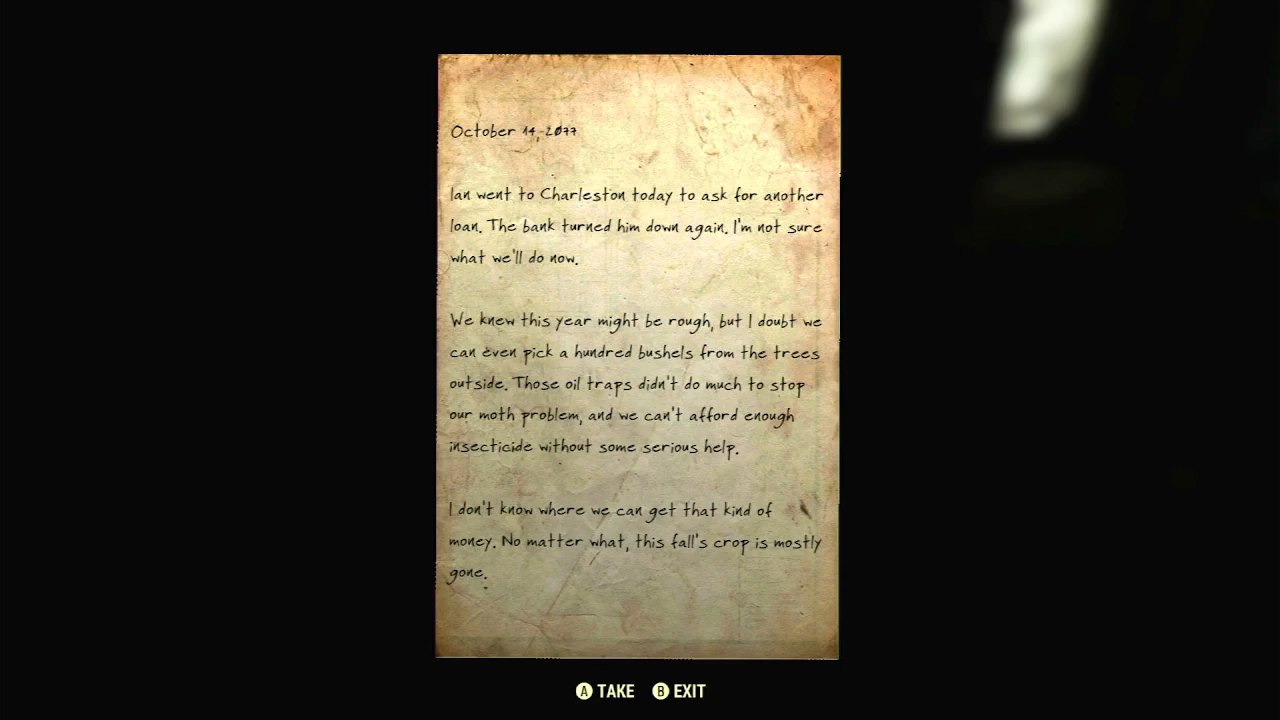 October 14, 2077
Ian went to Charleston today to ask for another
loan. The bank turned him down again. I'm not sure
what we'll do now.
We knew this year might be rough, but I doubt we
can even pick a hundred bushels from the trees
outside. Those oil traps didn't do much to stop
our moth problem, and we can't afford enough
insecticide without some serious help.
I don't know where we can get that kind of
money. No matter what, this fall's crop is mostly
gone.
A TAKE B EXIT